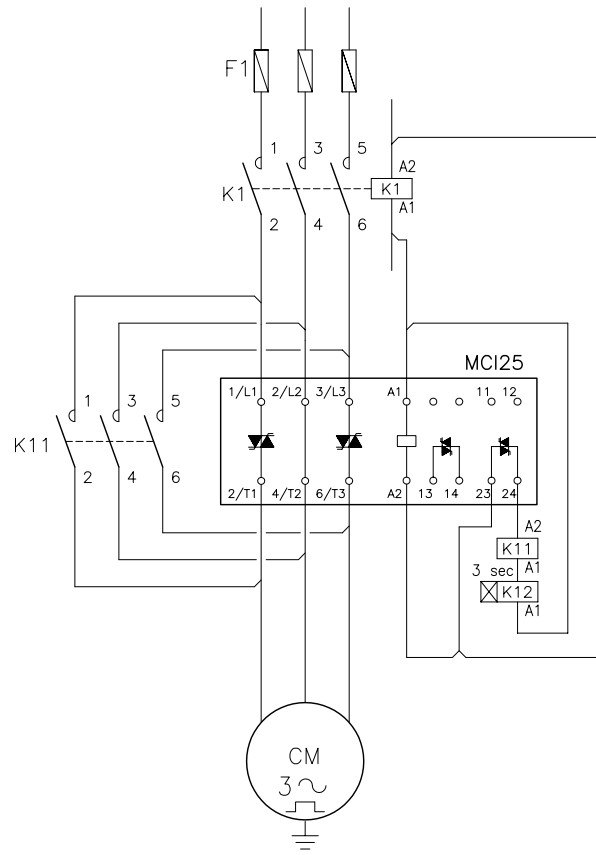 F1
1 3 5
A2
K1
K1
A1
2 4 6
MCI25
1/L1 2/L2 3/L3 A1 11 12
1 3 5
K11
2 4 6
2/T1 4/T2 6/T3 A2 13 14 23 24
A2
K11
A1
3 sec
K12
A1
CM
3~